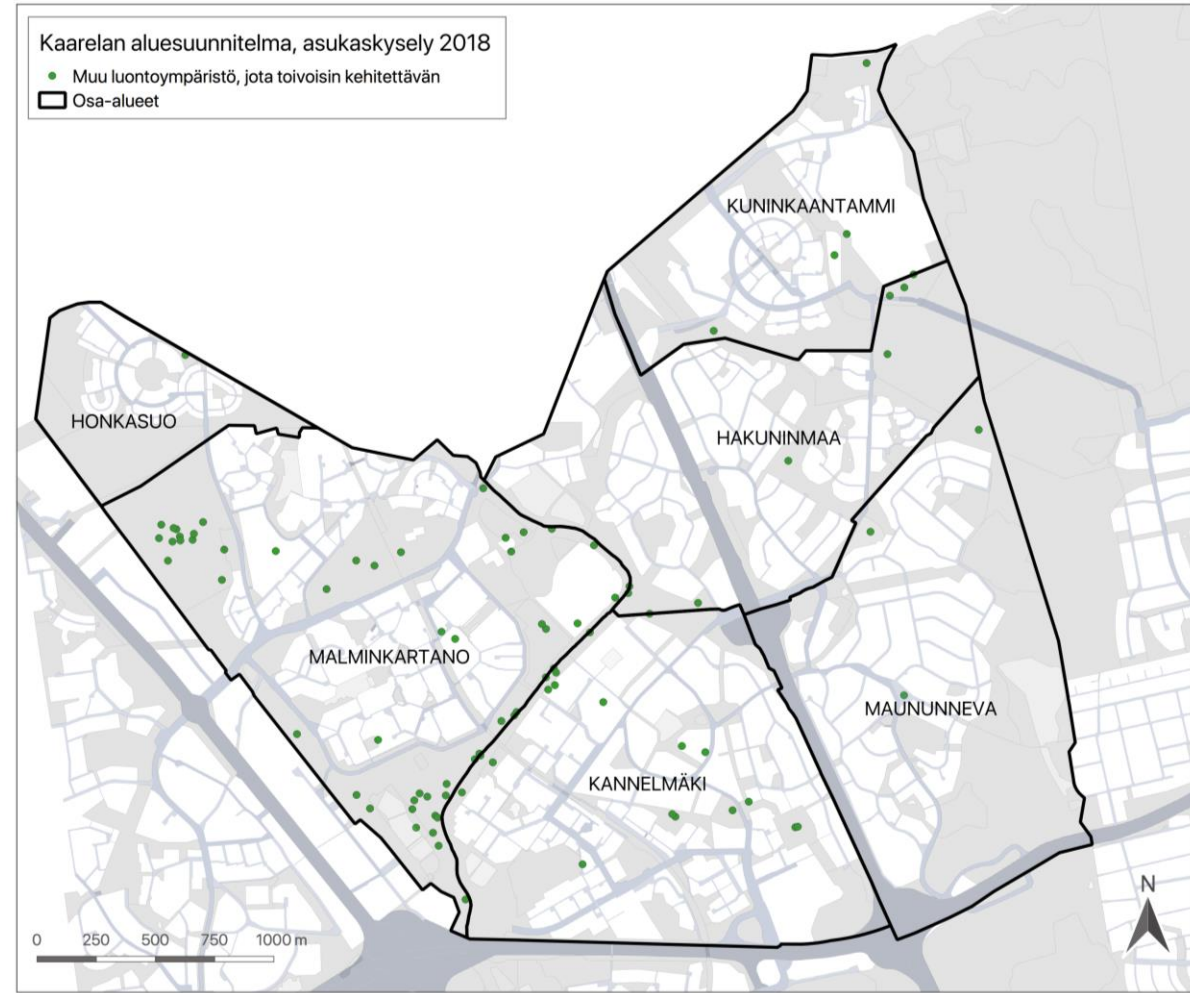 Kaarelan aluesuunnitelma, asukaskysely 2018
Muu luontoympäristö, jota toivoisin kehitettävän
Osa-alueet
KUNINKAANTAMMI
HONKASUO
HAKUNINMAA
MALMINKARTANO
MAUNUNNEVA
KANNELMÄKI
N
0 250 500 750 1000 m